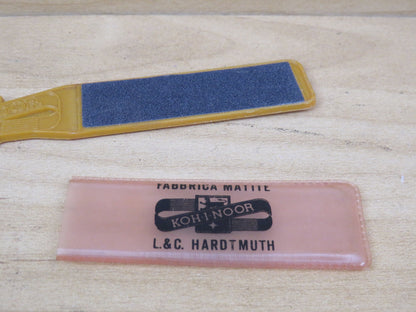 FABBRICA MATITE
KOH I NOOR
L.&C. HARDTMUTH